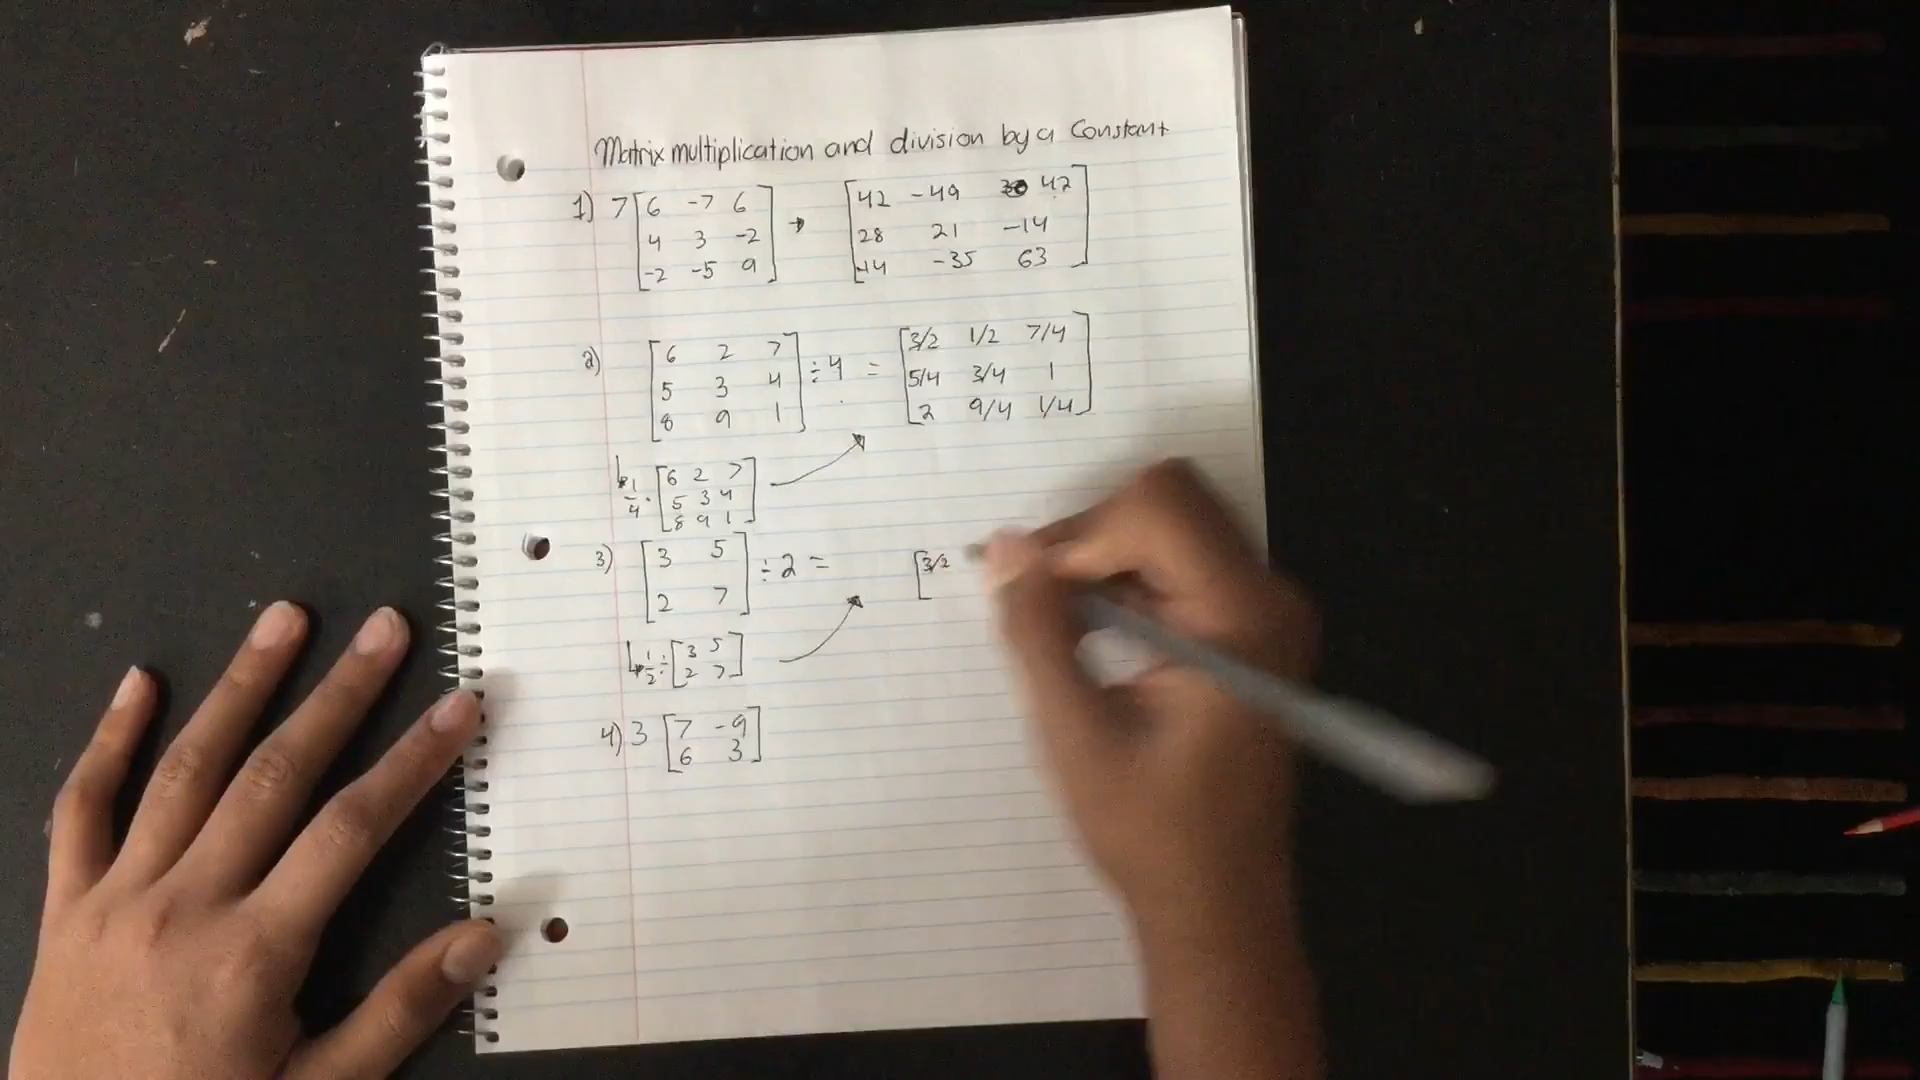 Matrix multiplication and division by a Constant
1) 7 [6 -7 6 → [42 -49 42
4 3 -2 28 21 -14
-2 -5 9] -14 -35 63]
2) [6 2 7 [3/2 1/2 7/4
5 3 4 ÷ 4 = 5/4 3/4 1
8 9 1] 2 9/4 1/4]
1/4 · [6 2 7
5 3 4
8 9 1]
3) [3 5 ÷ 2 = [3/2
2 7]
1/2 ÷ [3 5
2 7]
4) 3 [7 -9
6 3]